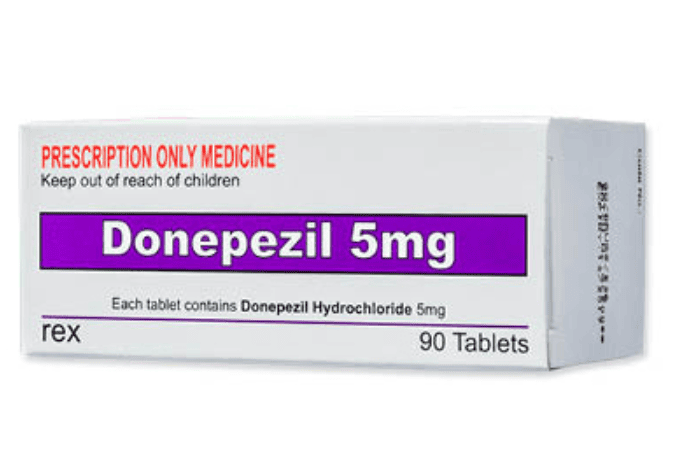 PRESCRIPTION ONLY MEDICINE
Keep out of reach of children
Donepezil 5mg
Each tablet contains Donepezil Hydrochloride 5mg
rex
90 Tablets